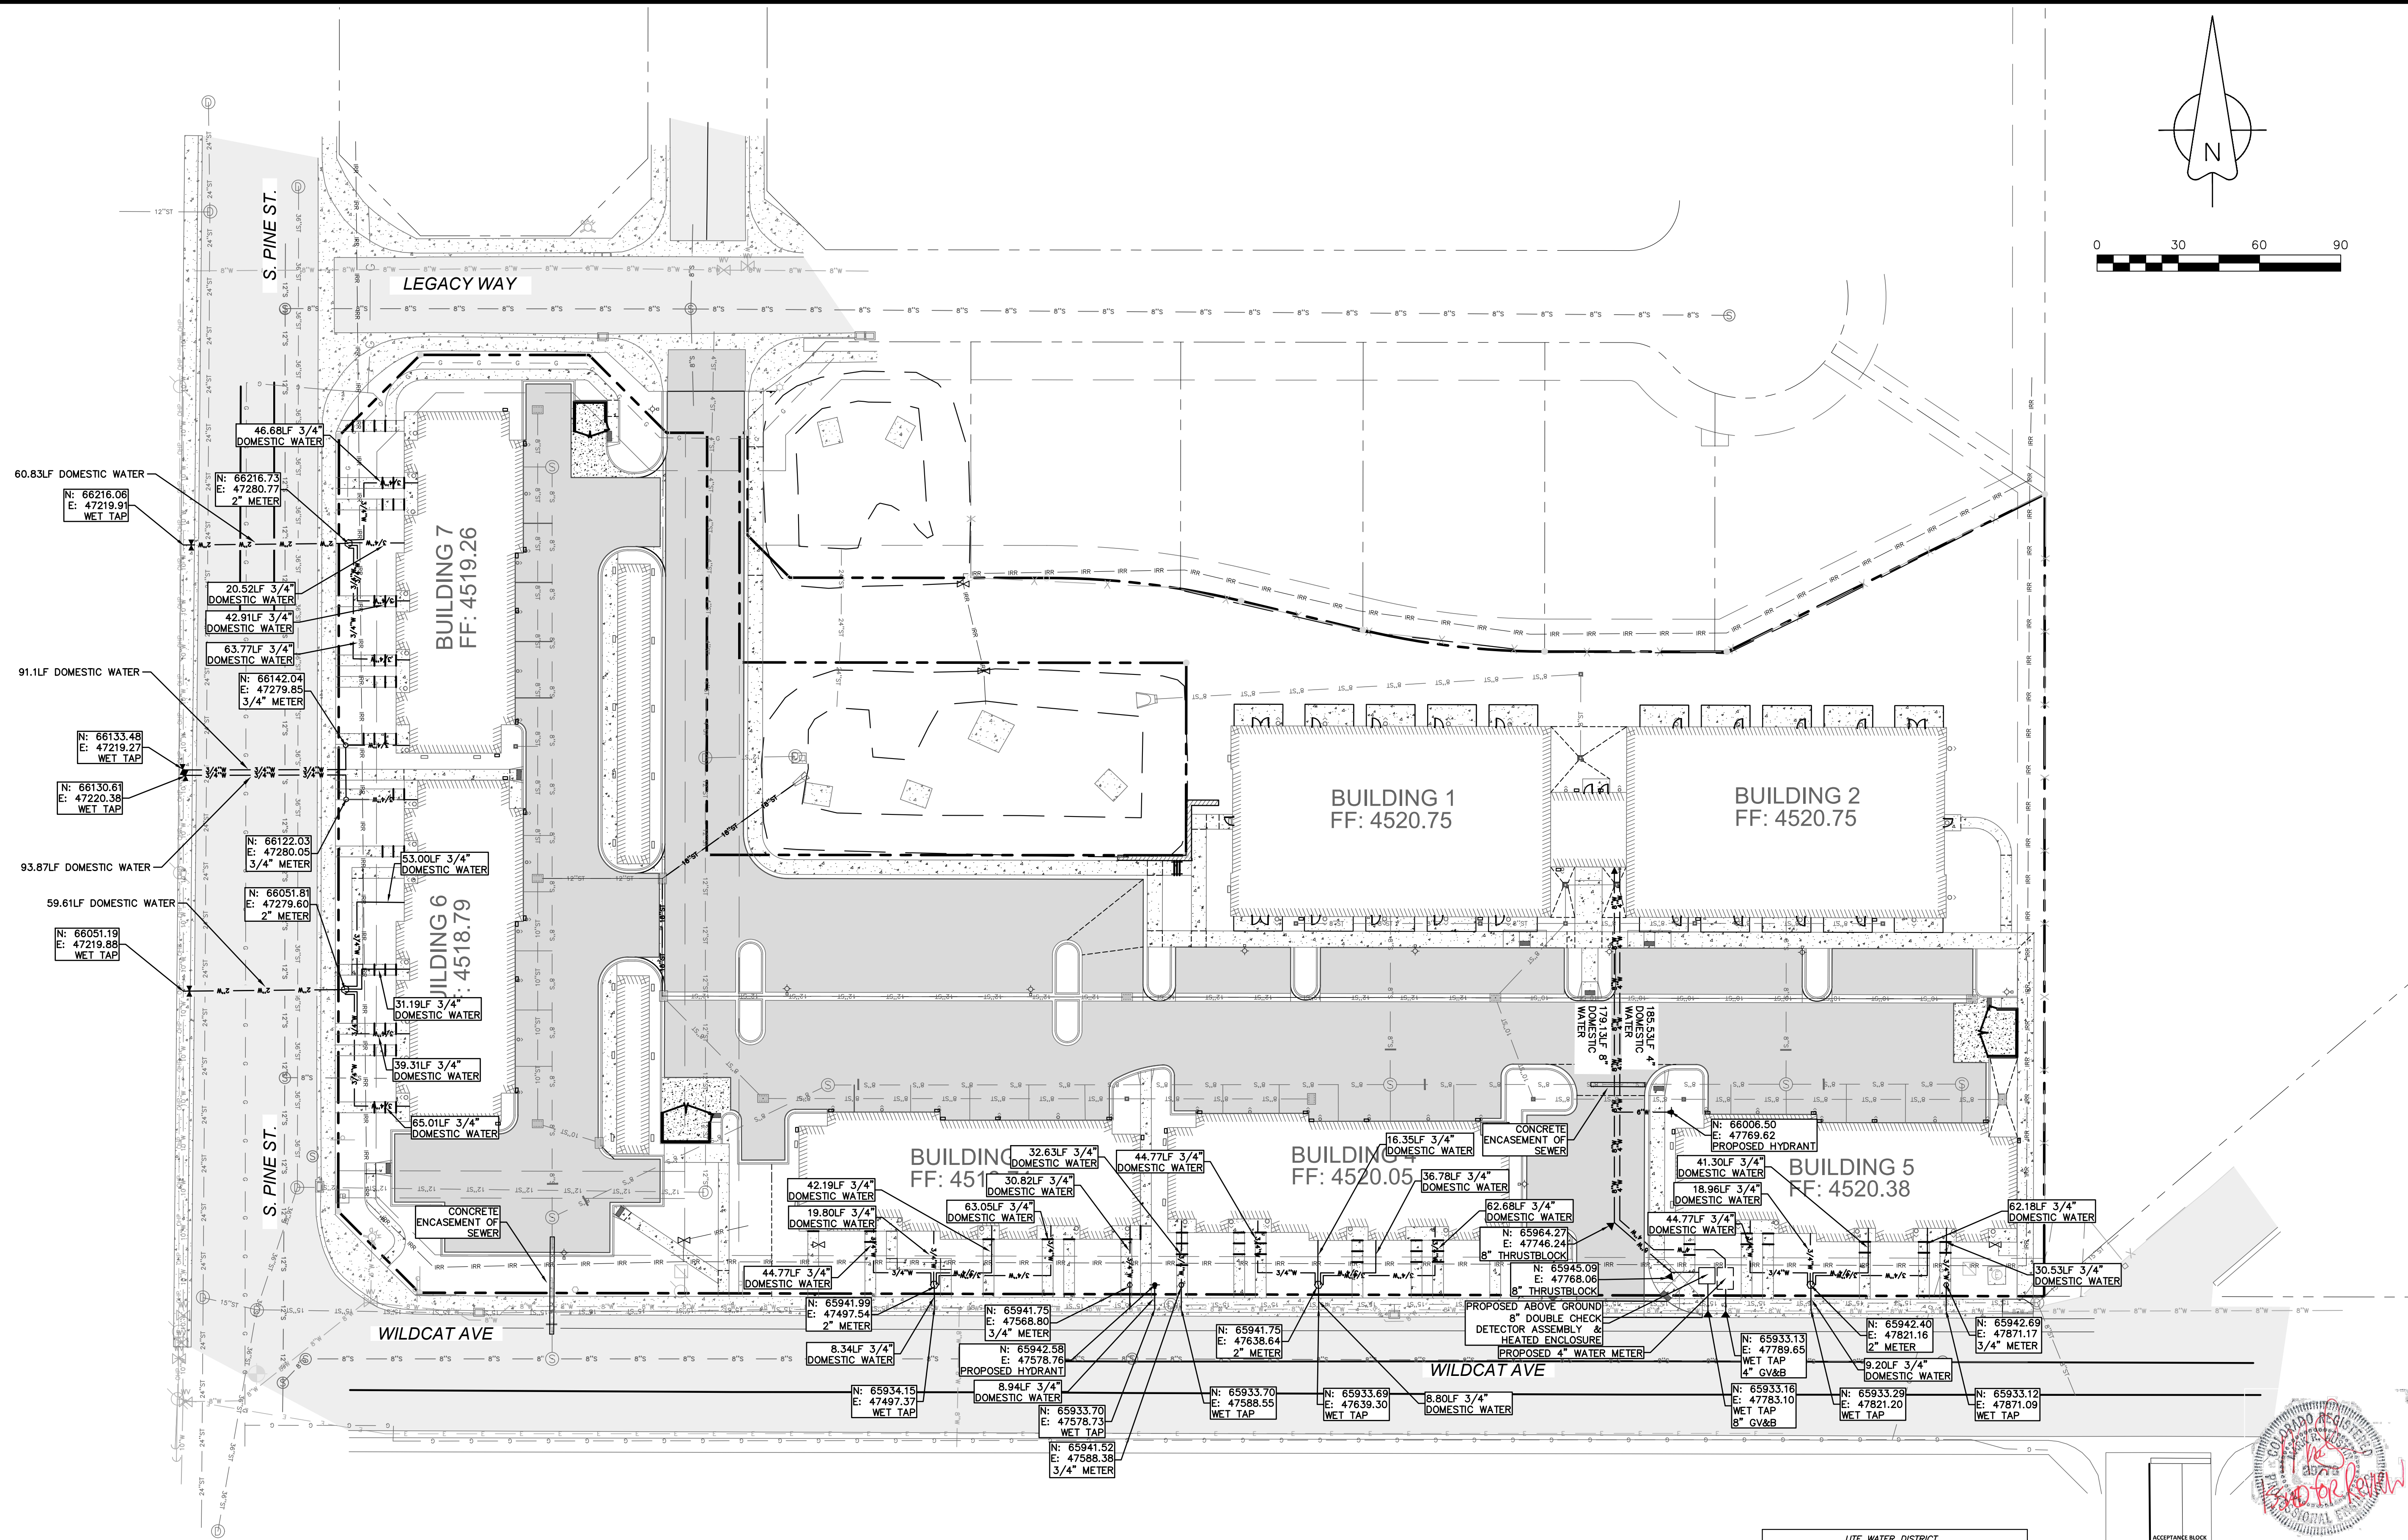 S. PINE ST.
LEGACY WAY
N
0 30 60 90
46.68LF 3/4"
DOMESTIC WATER
60.83LF DOMESTIC WATER
N: 66216.73
E: 47280.77
2" METER
N: 66216.06
E: 47219.91
WET TAP
20.52LF 3/4"
DOMESTIC WATER
42.91LF 3/4"
DOMESTIC WATER
63.77LF 3/4"
DOMESTIC WATER
91.1LF DOMESTIC WATER
N: 66142.04
E: 47279.85
3/4" METER
N: 66133.48
E: 47219.27
WET TAP
N: 66130.61
E: 47220.38
WET TAP
N: 66122.03
E: 47280.05
3/4" METER
93.87LF DOMESTIC WATER
53.00LF 3/4"
DOMESTIC WATER
N: 66051.81
E: 47279.60
2" METER
59.61LF DOMESTIC WATER
N: 66051.19
E: 47219.88
WET TAP
31.19LF 3/4"
DOMESTIC WATER
39.31LF 3/4"
DOMESTIC WATER
65.01LF 3/4"
DOMESTIC WATER
BUILDING 7
FF: 4519.26
UILDING 6
: 4518.79
BUILDING 1
FF: 4520.75
BUILDING 2
FF: 4520.75
185.53LF 4"
DOMESTIC
WATER
179.13LF 8"
DOMESTIC
WATER
S. PINE ST.
CONCRETE
ENCASEMENT OF
SEWER
BUILDING
FF: 451
32.63LF 3/4"
DOMESTIC WATER
42.19LF 3/4"
DOMESTIC WATER
30.82LF 3/4"
DOMESTIC WATER
19.80LF 3/4"
DOMESTIC WATER
63.05LF 3/4"
DOMESTIC WATER
44.77LF 3/4"
DOMESTIC WATER
44.77LF 3/4"
DOMESTIC WATER
BUILDING 4
FF: 4520.05
16.35LF 3/4"
DOMESTIC WATER
36.78LF 3/4"
DOMESTIC WATER
62.68LF 3/4"
DOMESTIC WATER
CONCRETE
ENCASEMENT OF
SEWER
N: 66006.50
E: 47769.62
PROPOSED HYDRANT
41.30LF 3/4"
DOMESTIC WATER
18.96LF 3/4"
DOMESTIC WATER
44.77LF 3/4"
DOMESTIC WATER
BUILDING 5
FF: 4520.38
62.18LF 3/4"
DOMESTIC WATER
30.53LF 3/4"
DOMESTIC WATER
N: 65964.27
E: 47746.24
8" THRUSTBLOCK
N: 65945.09
E: 47768.06
8" THRUSTBLOCK
PROPOSED ABOVE GROUND
8" DOUBLE CHECK
DETECTOR ASSEMBLY &
HEATED ENCLOSURE
PROPOSED 4" WATER METER
N: 65941.99
E: 47497.54
2" METER
8.34LF 3/4"
DOMESTIC WATER
N: 65941.75
E: 47568.80
3/4" METER
N: 65942.58
E: 47578.76
PROPOSED HYDRANT
8.94LF 3/4"
DOMESTIC WATER
N: 65941.75
E: 47638.64
2" METER
N: 65933.13
E: 47789.65
WET TAP
4" GV&B
N: 65942.40
E: 47821.16
2" METER
N: 65942.69
E: 47871.17
3/4" METER
9.20LF 3/4"
DOMESTIC WATER
WILDCAT AVE
WILDCAT AVE
N: 65934.15
E: 47497.37
WET TAP
N: 65933.70
E: 47578.73
WET TAP
N: 65941.52
E: 47588.38
3/4" METER
N: 65933.70
E: 47588.55
WET TAP
N: 65933.69
E: 47639.30
WET TAP
8.80LF 3/4"
DOMESTIC WATER
N: 65933.16
E: 47783.10
WET TAP
8" GV&B
N: 65933.29
E: 47821.20
WET TAP
N: 65933.12
E: 47871.09
WET TAP
COLORADO REGISTERED
FOR REVIEW
UTE WATER DISTRICT
ACCEPTANCE BLOCK